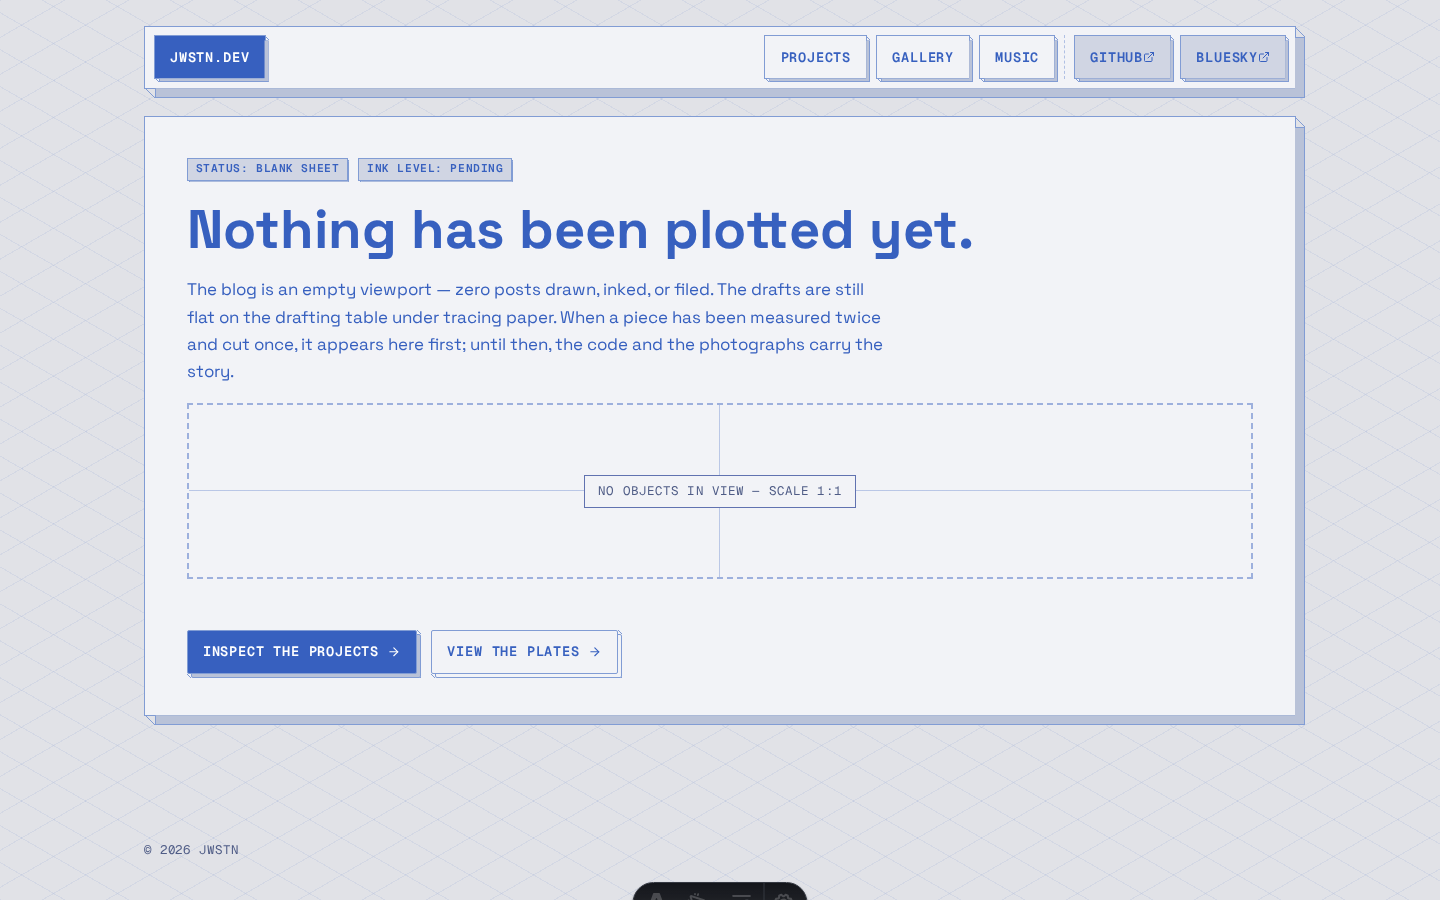 JWSTN.DEV
PROJECTS
GALLERY
MUSIC
GITHUB
BLUESKY
STATUS: BLANK SHEET
INK LEVEL: PENDING
Nothing has been plotted yet.
The blog is an empty viewport — zero posts drawn, inked, or filed. The drafts are still
flat on the drafting table under tracing paper. When a piece has been measured twice
and cut once, it appears here first; until then, the code and the photographs carry the
story.
NO OBJECTS IN VIEW — SCALE 1:1
INSPECT THE PROJECTS →
VIEW THE PLATES →
© 2026 JWSTN